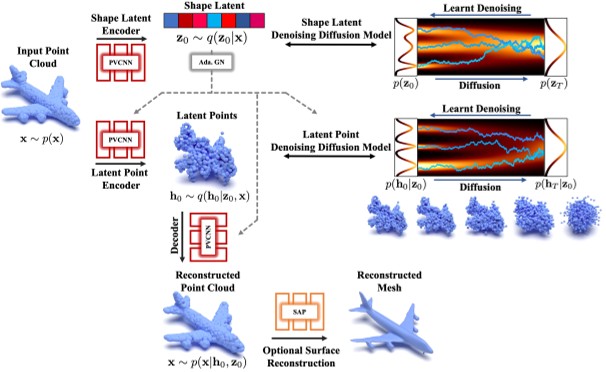 Shape Latent
Encoder
PVCNN
Shape Latent
z₀ ∼ q(z₀|x)
Ada. GN
Shape Latent
Denoising Diffusion Model
Learnt Denoising
p(z₀)
p(z_T)
Diffusion
Input Point
Cloud
x ∼ p(x)
PVCNN
Latent Point
Encoder
Latent Points
h₀ ∼ q(h₀|z₀, x)
Latent Point
Denoising Diffusion Model
Learnt Denoising
p(h₀|z₀)
p(h_T|z₀)
Diffusion
Decoder
PVCNN
Reconstructed
Point Cloud
x ∼ p(x|h₀, z₀)
SAP
Optional Surface
Reconstruction
Reconstructed
Mesh